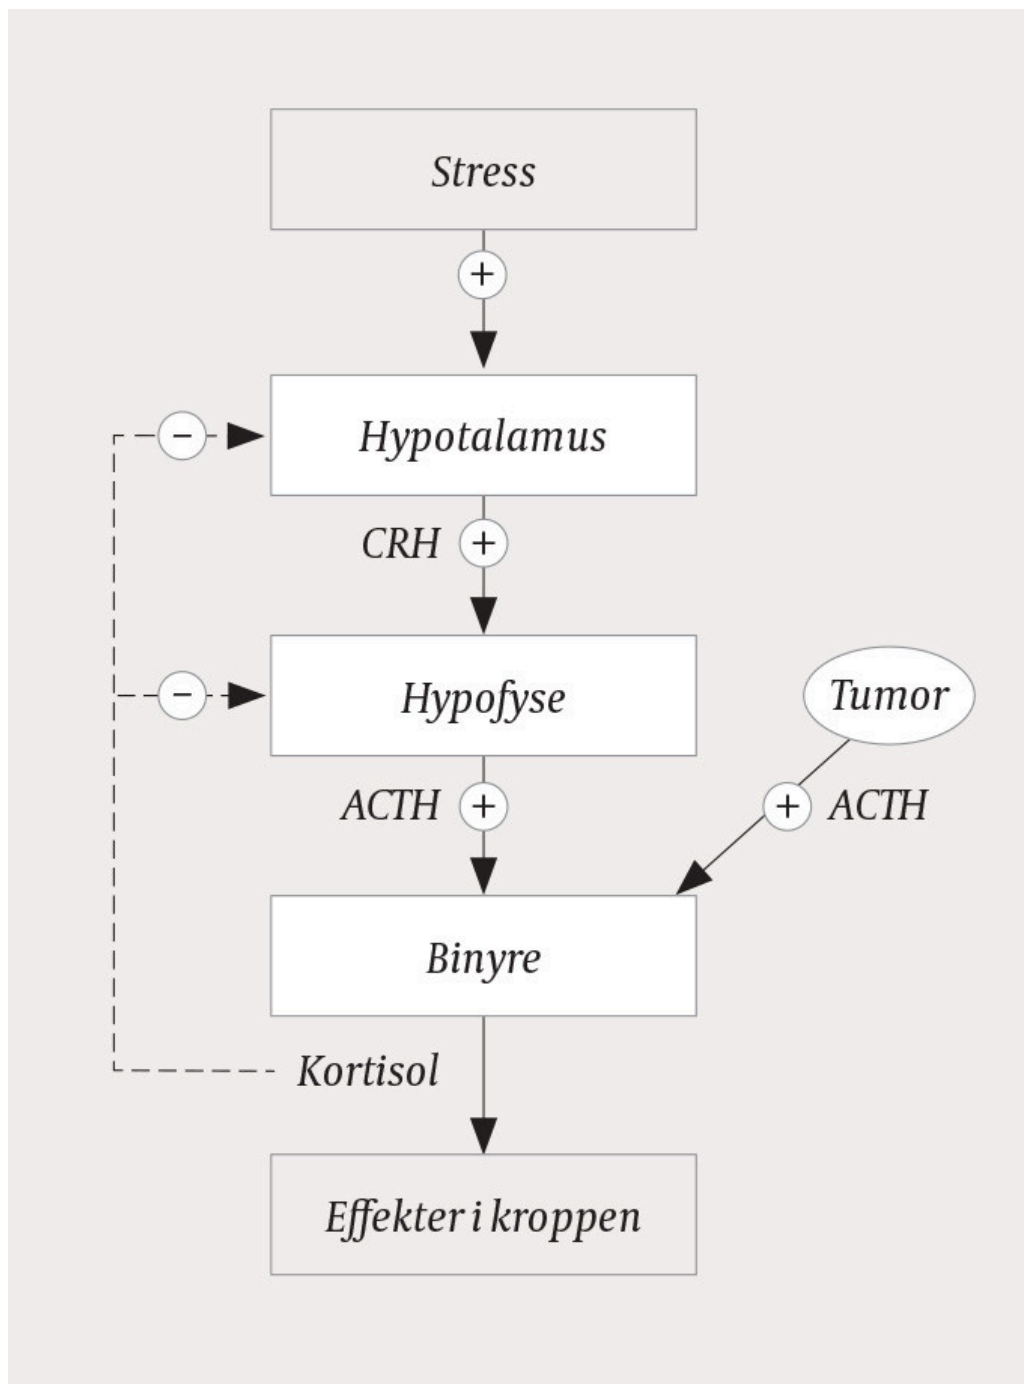 Stress
+
−
Hypotalamus
CRH +
−
Hypofyse
Tumor
ACTH +
+ ACTH
Binyre
Kortisol
Effekter i kroppen